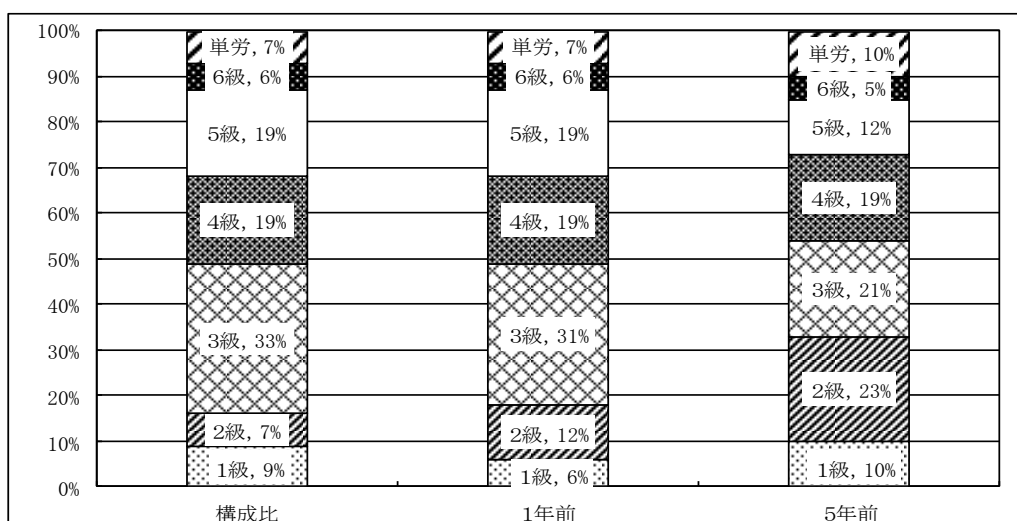 100%
90%
80%
70%
60%
50%
40%
30%
20%
10%
0%
単労, 7%
6級, 6%
5級, 19%
4級, 19%
3級, 33%
2級, 7%
1級, 9%
構成比
単労, 7%
6級, 6%
5級, 19%
4級, 19%
3級, 31%
2級, 12%
1級, 6%
1年前
単労, 10%
6級, 5%
5級, 12%
4級, 19%
3級, 21%
2級, 23%
1級, 10%
5年前